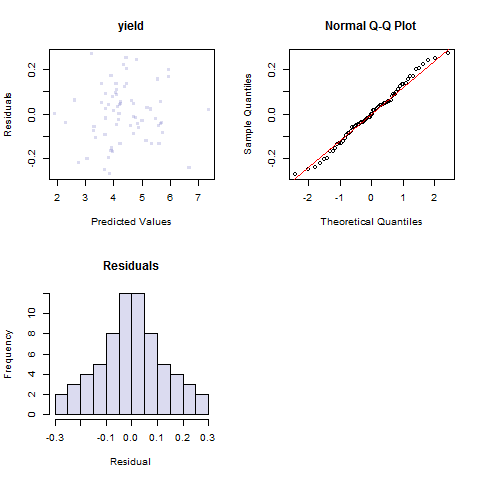 yield
Residuals
0.2
0.0
-0.2
2 3 4 5 6 7
Predicted Values
Normal Q-Q Plot
Sample Quantiles
0.2
0.0
-0.2
-2 -1 0 1 2
Theoretical Quantiles
Residuals
Frequency
10
8
6
4
2
0
-0.3 -0.1 0.0 0.1 0.2 0.3
Residual